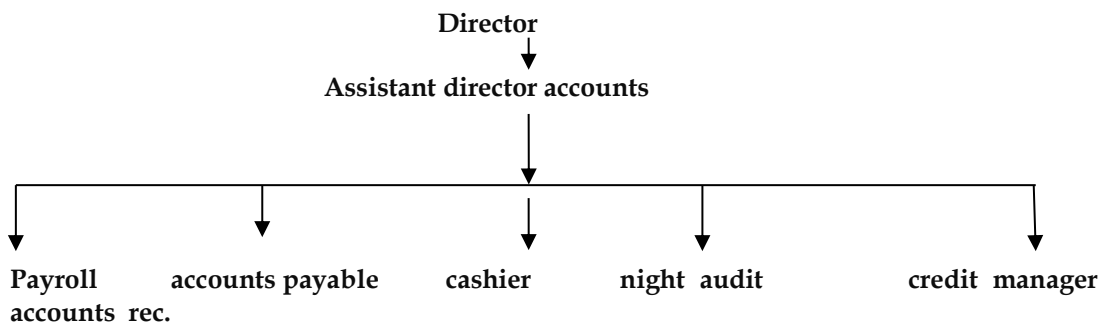 Director
Assistant director accounts
Payroll accounts payable cashier night audit credit manager
accounts rec.